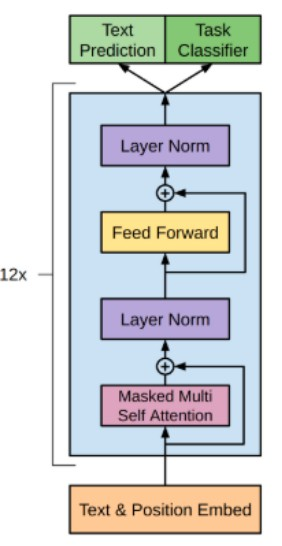 Text
Prediction
Task
Classifier
Layer Norm
+
Feed Forward
12x
Layer Norm
+
Masked Multi
Self Attention
Text & Position Embed